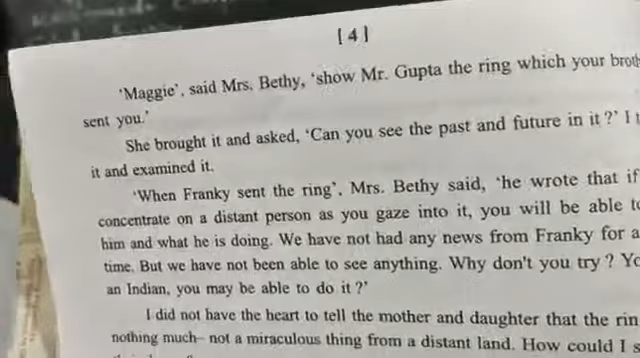 [4]
'Maggie', said Mrs. Bethy, 'show Mr. Gupta the ring which your
sent you.'
She brought it and asked, 'Can you see the past and future in it ?' I
it and examined it.
'When Franky sent the ring', Mrs. Bethy said, 'he wrote that if
concentrate on a distant person as you gaze into it, you will be able
him and what he is doing. We have not had any news from Franky for a
time. But we have not been able to see anything. Why don't you try ?
an Indian, you may be able to do it ?'
I did not have the heart to tell the mother and daughter that the
nothing much- not a miraculous thing from a distant land. How could I